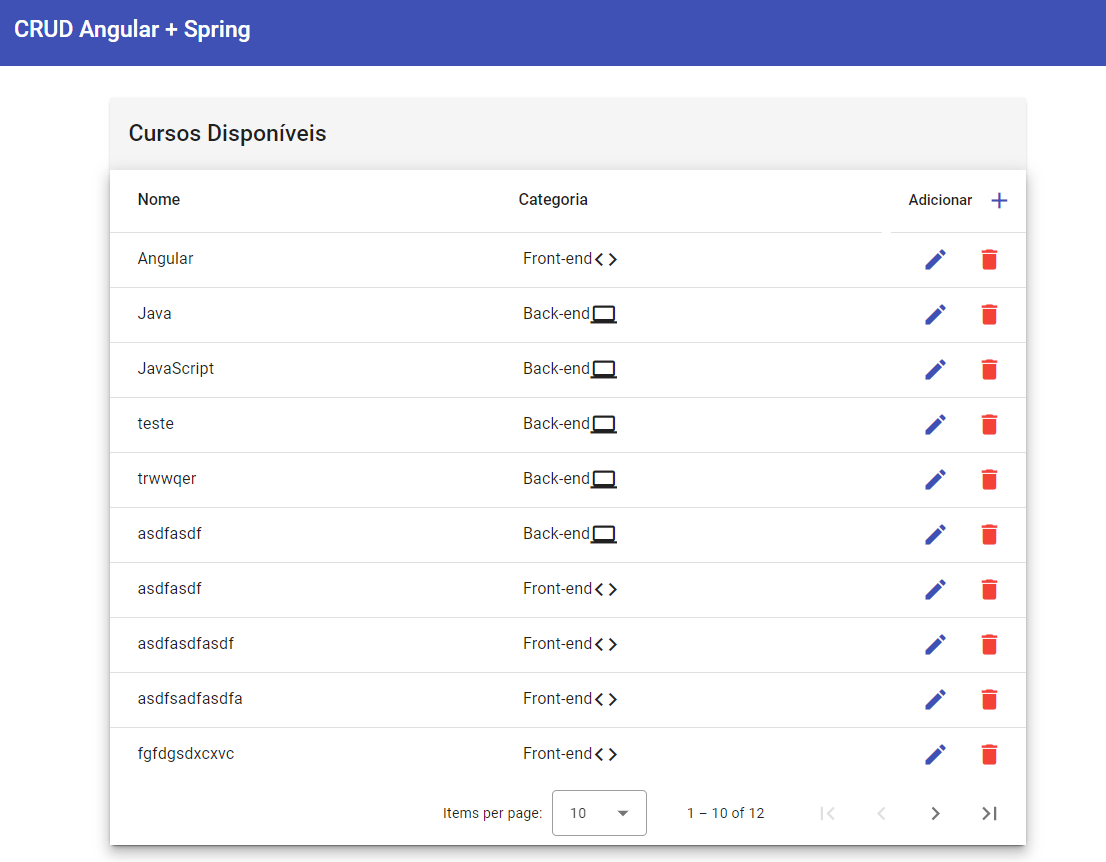 CRUD Angular + Spring
Cursos Disponíveis
Nome Categoria Adicionar
Angular Front-end
Java Back-end
JavaScript Back-end
teste Back-end
trwwqer Back-end
asdfasdf Back-end
asdfasdf Front-end
asdfasdfasdf Front-end
asdfsadfasdfa Front-end
fgfdgsdxcxvc Front-end
Items per page: 10 1 – 10 of 12